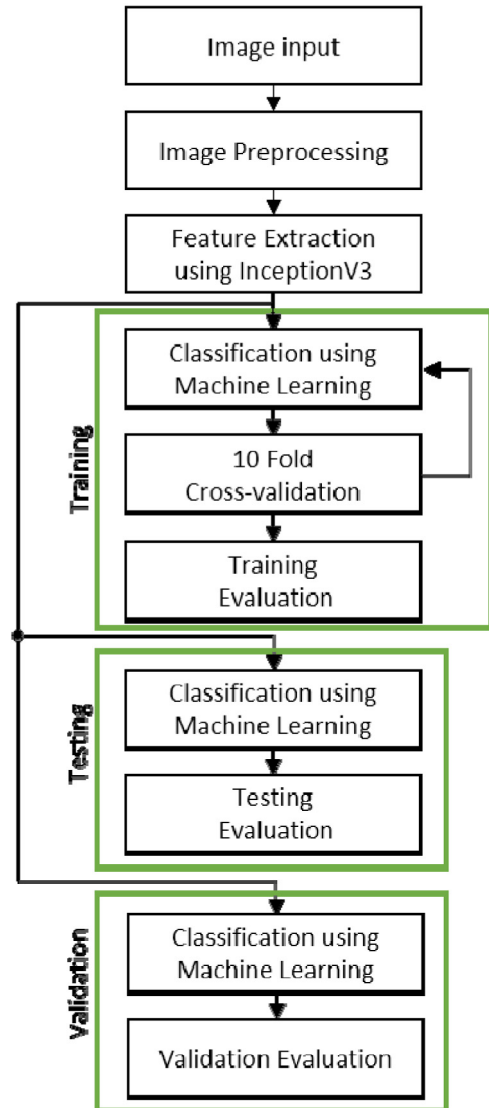 Image input
Image Preprocessing
Feature Extraction
using InceptionV3
Training
Classification using
Machine Learning
10 Fold
Cross-validation
Training
Evaluation
Testing
Classification using
Machine Learning
Testing
Evaluation
Validation
Classification using
Machine Learning
Validation Evaluation